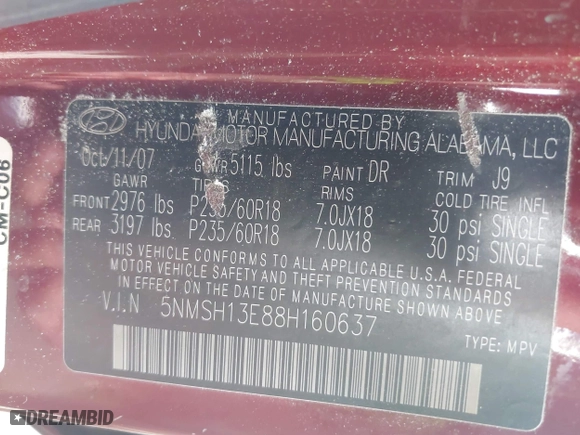 MANUFACTURED BY
HYUNDAI MOTOR MANUFACTURING ALABAMA, LLC
Oct/11/07 GVWR 5115 lbs PAINT DR TRIM J9
GAWR TIRES RIMS COLD TIRE INFL
FRONT 2976 lbs P235/60R18 7.0JX18 30 psi SINGLE
REAR 3197 lbs P235/60R18 7.0JX18 30 psi SINGLE
THIS VEHICLE CONFORMS TO ALL APPLICABLE U.S.A. FEDERAL
MOTOR VEHICLE SAFETY AND THEFT PREVENTION STANDARDS
IN EFFECT ON THE DATE OF MANUFACTURE SHOWN ABOVE.
V.I.N 5NMSH13E88H160637
TYPE: MPV
CM-C06
DREAMBID